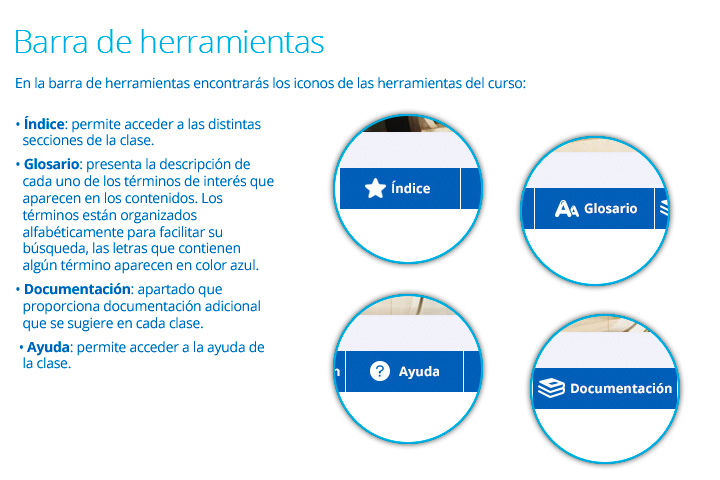 Barra de herramientas
En la barra de herramientas encontrarás los iconos de las herramientas del curso:
• Índice: permite acceder a las distintas
secciones de la clase.
• Glosario: presenta la descripción de
cada uno de los términos de interés que
aparecen en los contenidos. Los
términos están organizados
alfabéticamente para facilitar su
búsqueda, las letras que contienen
algún término aparecen en color azul.
• Documentación: apartado que
proporciona documentación adicional
que se sugiere en cada clase.
• Ayuda: permite acceder a la ayuda de
la clase.
Índice
AA Glosario
n ? Ayuda
Documentación